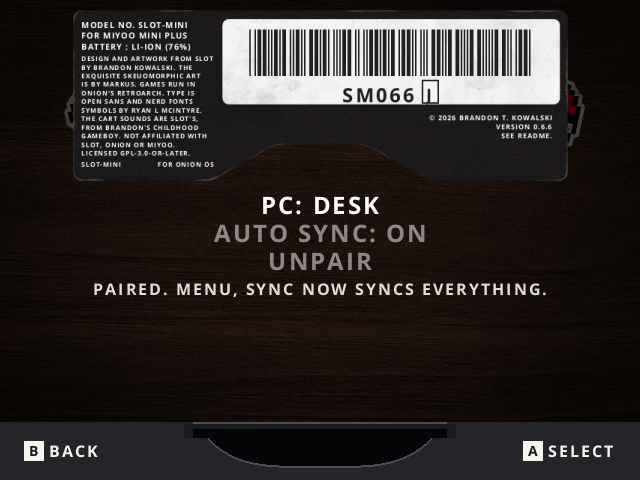 MODEL NO. SLOT-MINI
FOR MIYOO MINI PLUS
BATTERY : LI-ION (76%)
DESIGN AND ARTWORK FROM SLOT
BY BRANDON KOWALSKI. THE
EXQUISITE SKEUOMORPHIC ART
IS BY MARKUS. GAMES RUN IN
ONION'S RETROARCH. TYPE IS
OPEN SANS AND NERD FONTS
SYMBOLS BY RYAN L MCINTYRE.
THE CART SOUNDS ARE SLOT'S,
FROM BRANDON'S CHILDHOOD
GAMEBOY. NOT AFFILIATED WITH
SLOT, ONION OR MIYOO.
LICENSED GPL-3.0-OR-LATER.
SLOT-MINI FOR ONION OS
SM066 J
© 2026 BRANDON T. KOWALSKI
VERSION 0.6.6
SEE README.
PC: DESK
AUTO SYNC: ON
UNPAIR
PAIRED. MENU, SYNC NOW SYNCS EVERYTHING.
B BACK
A SELECT